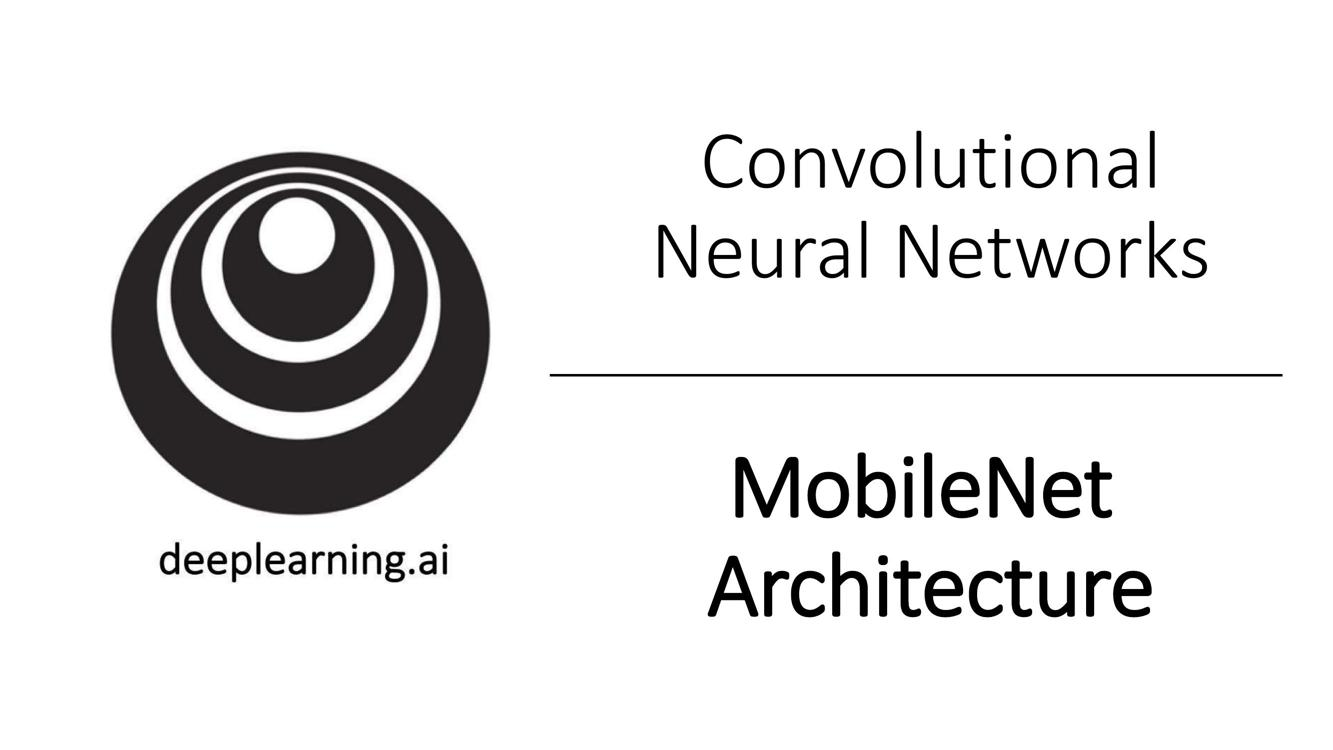 deeplearning.ai
Convolutional
Neural Networks
MobileNet
Architecture